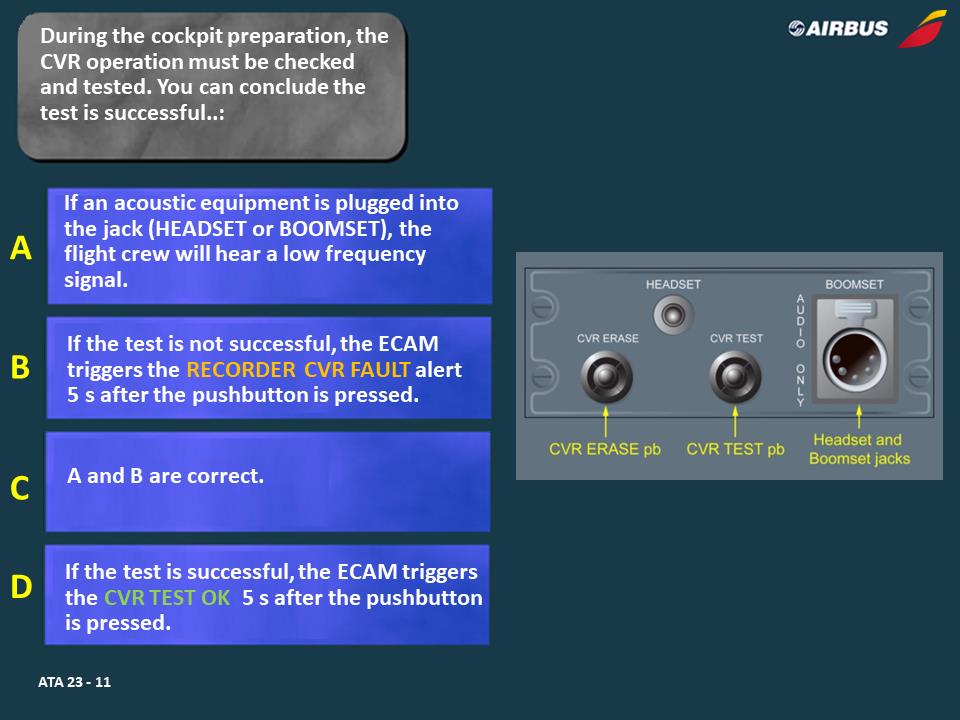 During the cockpit preparation, the
CVR operation must be checked
and tested. You can conclude the
test is successful..:
AIRBUS
A
If an acoustic equipment is plugged into
the jack (HEADSET or BOOMSET), the
flight crew will hear a low frequency
signal.
B
If the test is not successful, the ECAM
triggers the RECORDER CVR FAULT alert
5 s after the pushbutton is pressed.
C
A and B are correct.
D
If the test is successful, the ECAM triggers
the CVR TEST OK 5 s after the pushbutton
is pressed.
HEADSET
BOOMSET
CVR ERASE
CVR TEST
AUDIO ONLY
CVR ERASE pb
CVR TEST pb
Headset and
Boomset jacks
ATA 23 - 11